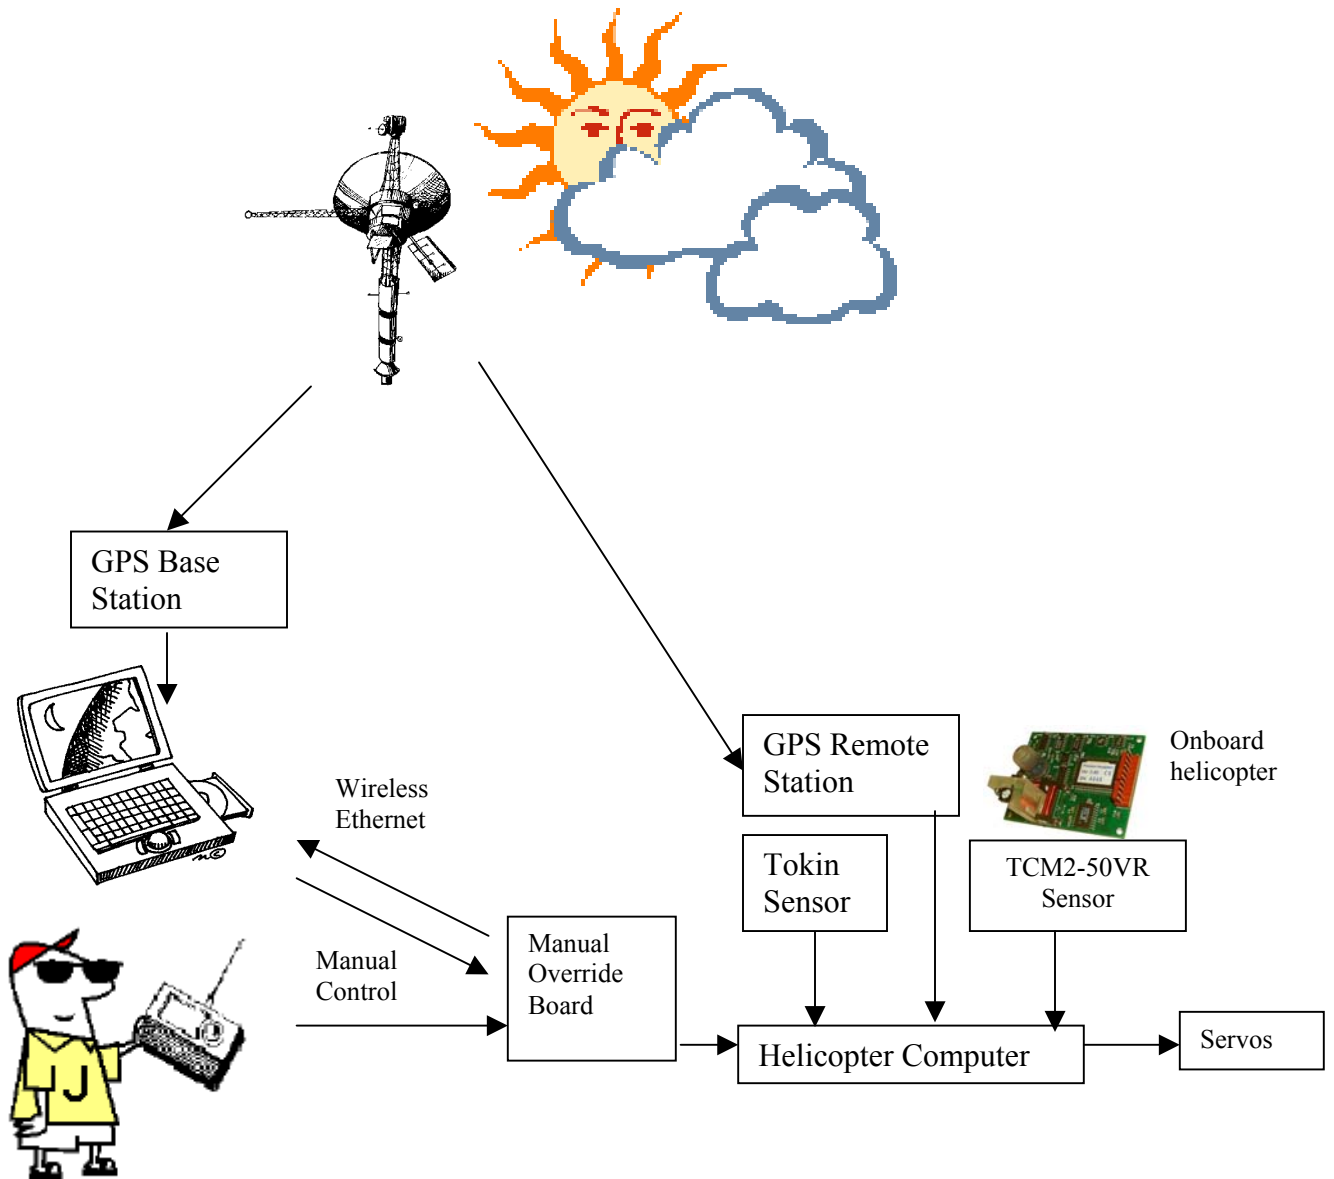 GPS Base
Station
Wireless
Ethernet
GPS Remote
Station
Onboard
helicopter
Tokin
Sensor
TCM2-50VR
Sensor
Manual
Control
Manual
Override
Board
Helicopter Computer
Servos
J